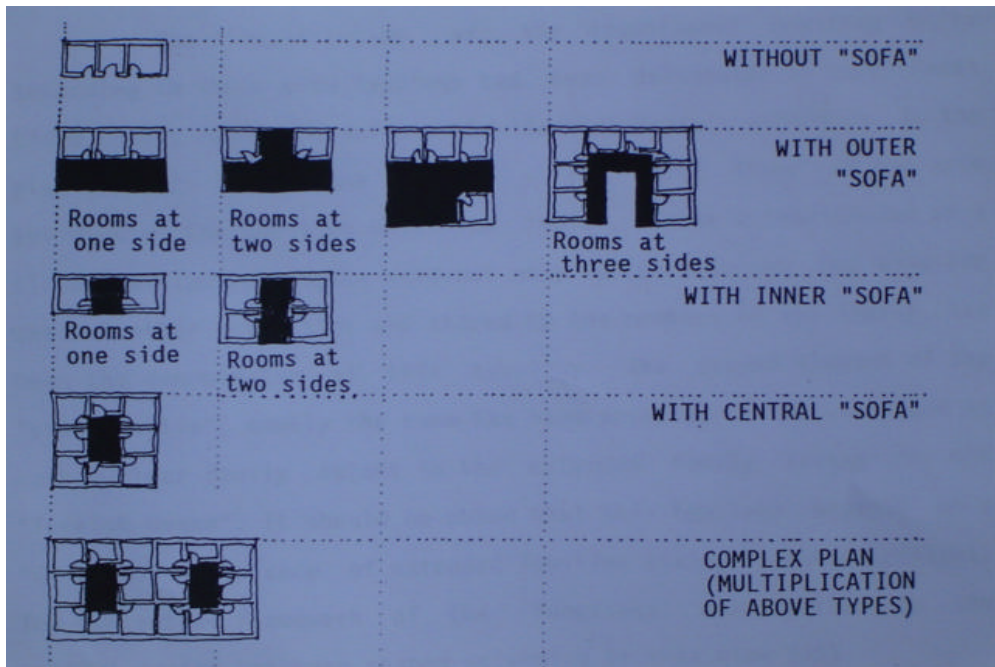 WITHOUT "SOFA"
WITH OUTER
"SOFA"
Rooms at
one side
Rooms at
two sides
Rooms at
three sides
WITH INNER "SOFA"
Rooms at
one side
Rooms at
two sides
WITH CENTRAL "SOFA"
COMPLEX PLAN
(MULTIPLICATION
OF ABOVE TYPES)